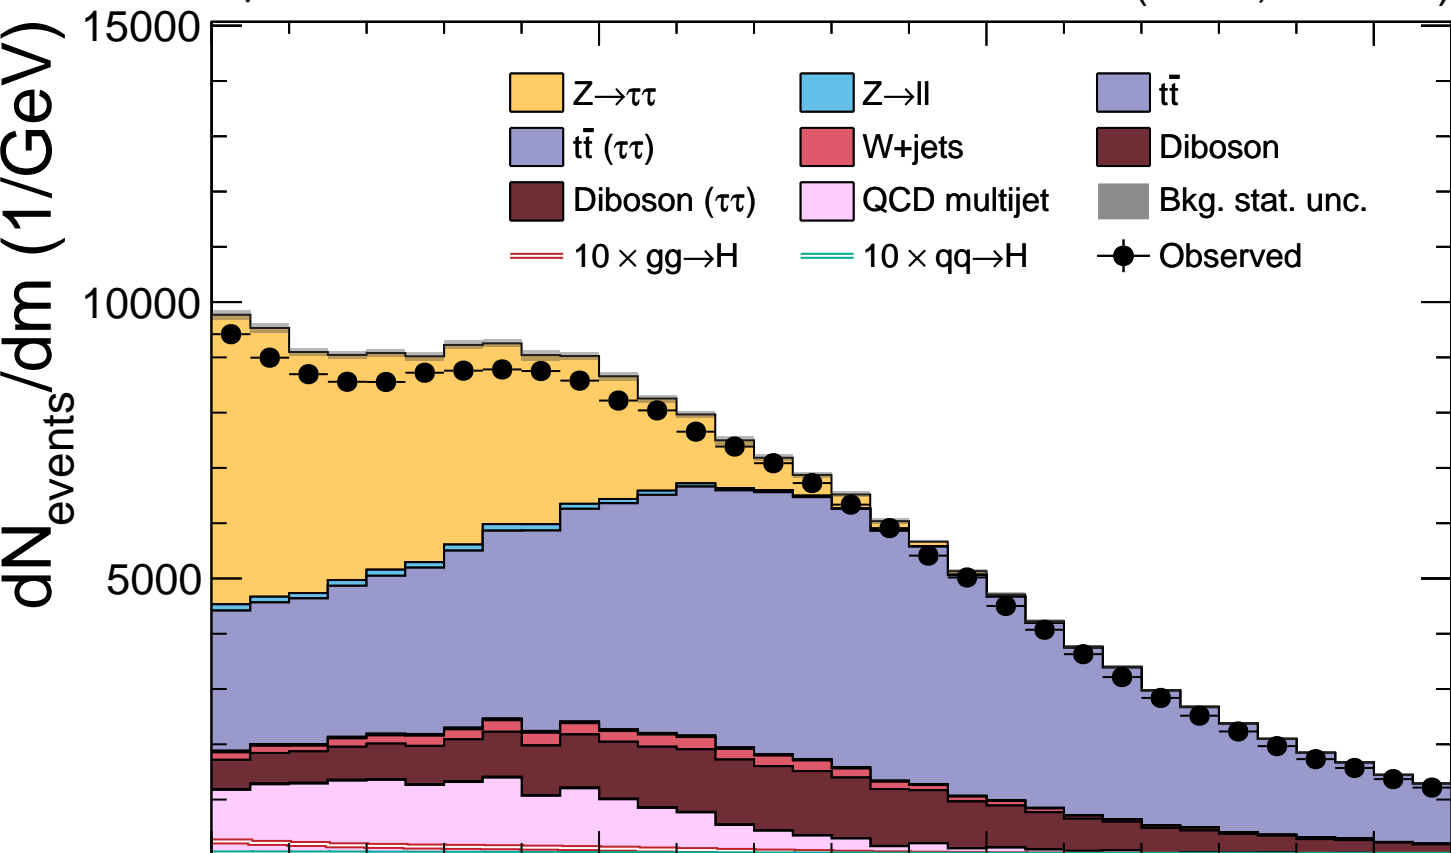 15000
10000
5000
dN_events/dm (1/GeV)
Z→ττ
Z→ll
tt̄
tt̄ (ττ)
W+jets
Diboson
Diboson (ττ)
QCD multijet
Bkg. stat. unc.
10 × gg→H
10 × qq→H
Observed